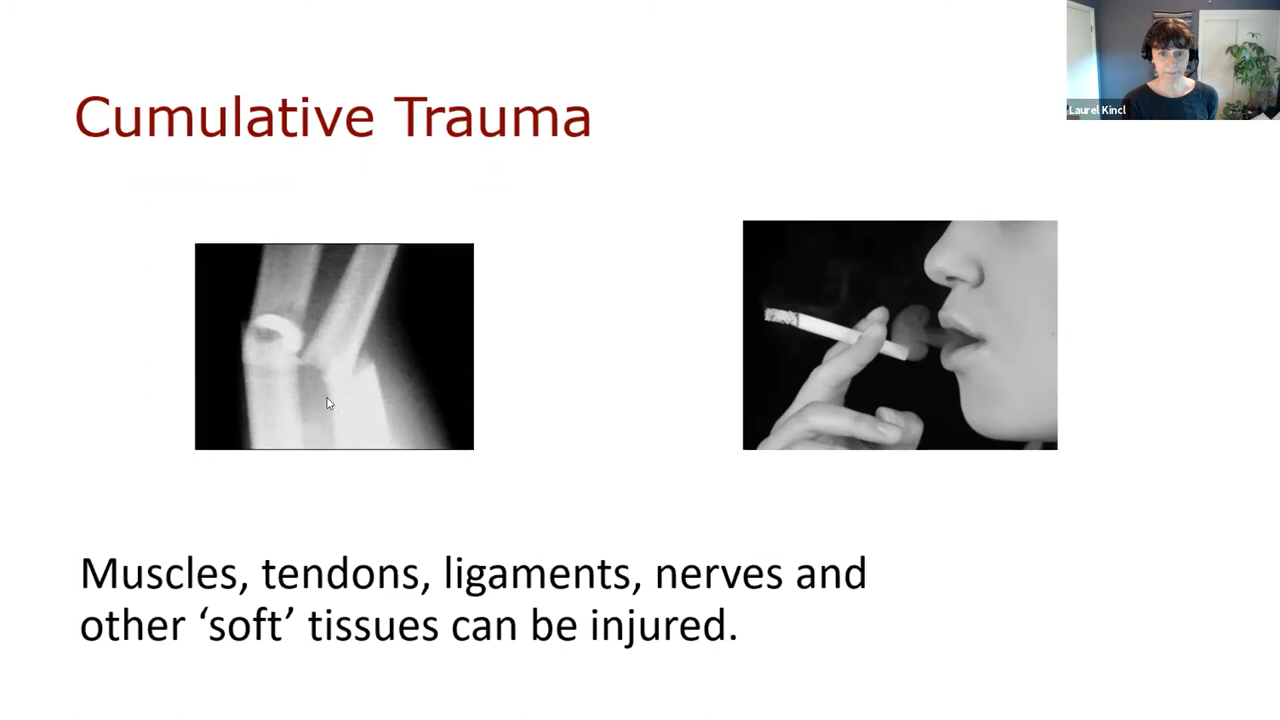 Cumulative Trauma
Laurel Kincl
Muscles, tendons, ligaments, nerves and
other ‘soft’ tissues can be injured.